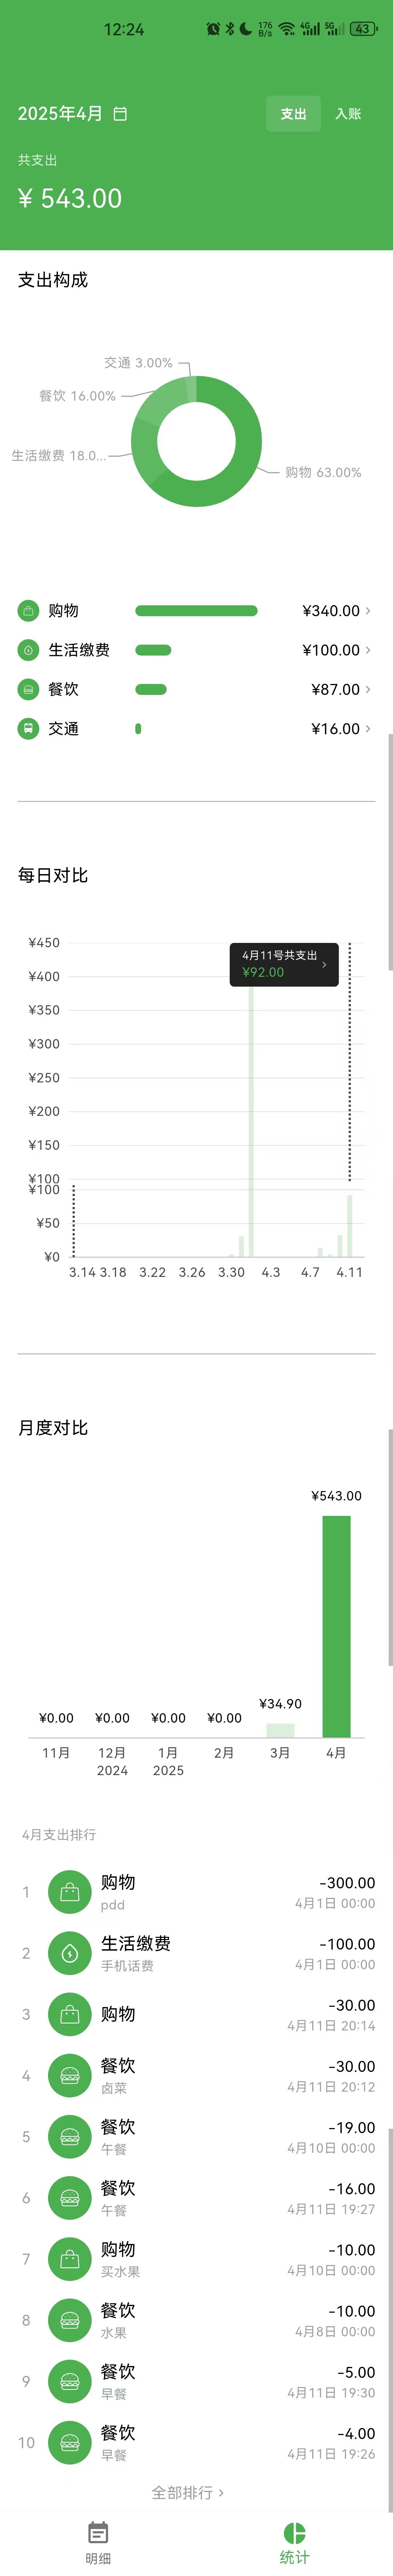 12:24
176 B/s 4G 5G 43
2025年4月
支出 入账
共支出
¥ 543.00
支出构成
交通 3.00%
餐饮 16.00%
生活缴费 18.0...
购物 63.00%
购物 ¥340.00 >
生活缴费 ¥100.00 >
餐饮 ¥87.00 >
交通 ¥16.00 >
每日对比
4月11号共支出
¥92.00 >
¥450
¥400
¥350
¥300
¥250
¥200
¥150
¥100
¥100
¥50
¥0
3.14 3.18 3.22 3.26 3.30 4.3 4.7 4.11
月度对比
¥543.00
¥34.90
¥0.00 ¥0.00 ¥0.00 ¥0.00
11月 12月 1月 2月 3月 4月
2024 2025
4月支出排行
1 购物 -300.00
pdd 4月1日 00:00
2 生活缴费 -100.00
手机话费 4月1日 00:00
3 购物 -30.00
4月11日 20:14
4 餐饮 -30.00
卤菜 4月11日 20:12
5 餐饮 -19.00
午餐 4月10日 00:00
6 餐饮 -16.00
午餐 4月11日 19:27
7 购物 -10.00
买水果 4月10日 00:00
8 餐饮 -10.00
水果 4月8日 00:00
9 餐饮 -5.00
早餐 4月11日 19:30
10 餐饮 -4.00
早餐 4月11日 19:26
全部排行 >
明细 统计